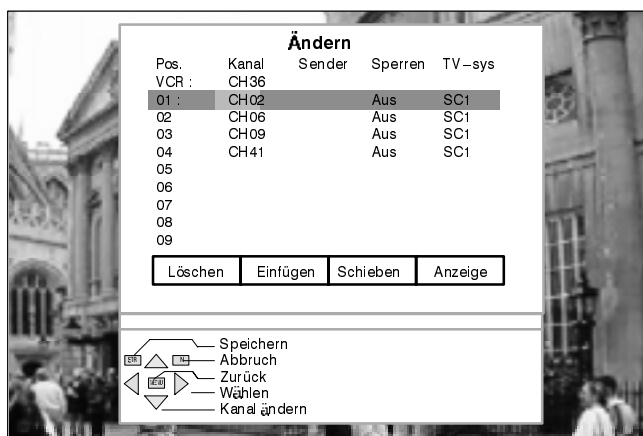 Ändern
Pos. Kanal Sender Sperren TV-sys
VCR : CH36
01 : CH02 Aus SC1
02 CH06 Aus SC1
03 CH09 Aus SC1
04 CH41 Aus SC1
05
06
07
08
09
Löschen Einfügen Schieben Anzeige
Speichern
STR N Abbruch
Zurück
MENU Wählen
Kanal ändern